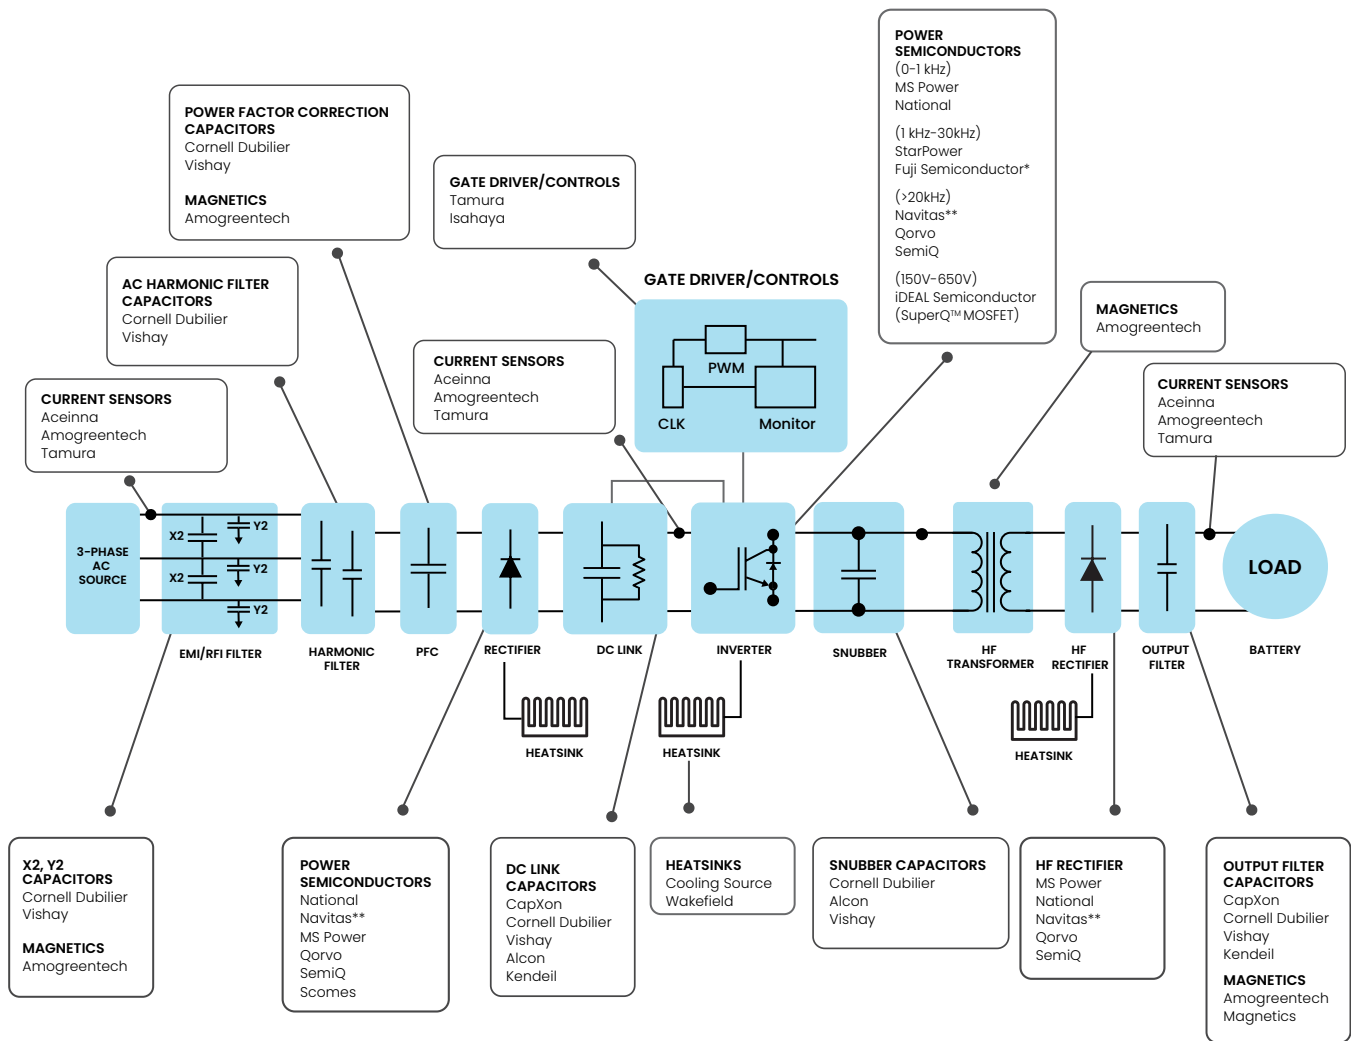 POWER
SEMICONDUCTORS
(0-1 kHz)
MS Power
National
(1 kHz-30kHz)
StarPower
Fuji Semiconductor*
(>20kHz)
Navitas**
Qorvo
SemiQ
(150V-650V)
iDEAL Semiconductor
(SuperQ™ MOSFET)
POWER FACTOR CORRECTION
CAPACITORS
Cornell Dubilier
Vishay
MAGNETICS
Amogreentech
GATE DRIVER/CONTROLS
Tamura
Isahaya
AC HARMONIC FILTER
CAPACITORS
Cornell Dubilier
Vishay
GATE DRIVER/CONTROLS
PWM
CLK
Monitor
MAGNETICS
Amogreentech
CURRENT SENSORS
Aceinna
Amogreentech
Tamura
CURRENT SENSORS
Aceinna
Amogreentech
Tamura
CURRENT SENSORS
Aceinna
Amogreentech
Tamura
3-PHASE
AC
SOURCE
X2
X2
Y2
Y2
Y2
LOAD
EMI/RFI FILTER
HARMONIC
FILTER
PFC
RECTIFIER
DC LINK
INVERTER
SNUBBER
HF
TRANSFORMER
HF
RECTIFIER
OUTPUT
FILTER
BATTERY
HEATSINK
HEATSINK
HEATSINK
X2, Y2
CAPACITORS
Cornell Dubilier
Vishay
MAGNETICS
Amogreentech
POWER
SEMICONDUCTORS
National
Navitas**
MS Power
Qorvo
SemiQ
Scomes
DC LINK
CAPACITORS
CapXon
Cornell Dubilier
Vishay
Alcon
Kendeil
HEATSINKS
Cooling Source
Wakefield
SNUBBER CAPACITORS
Cornell Dubilier
Alcon
Vishay
HF RECTIFIER
MS Power
National
Navitas**
Qorvo
SemiQ
OUTPUT FILTER
CAPACITORS
CapXon
Cornell Dubilier
Vishay
Kendeil
MAGNETICS
Amogreentech
Magnetics